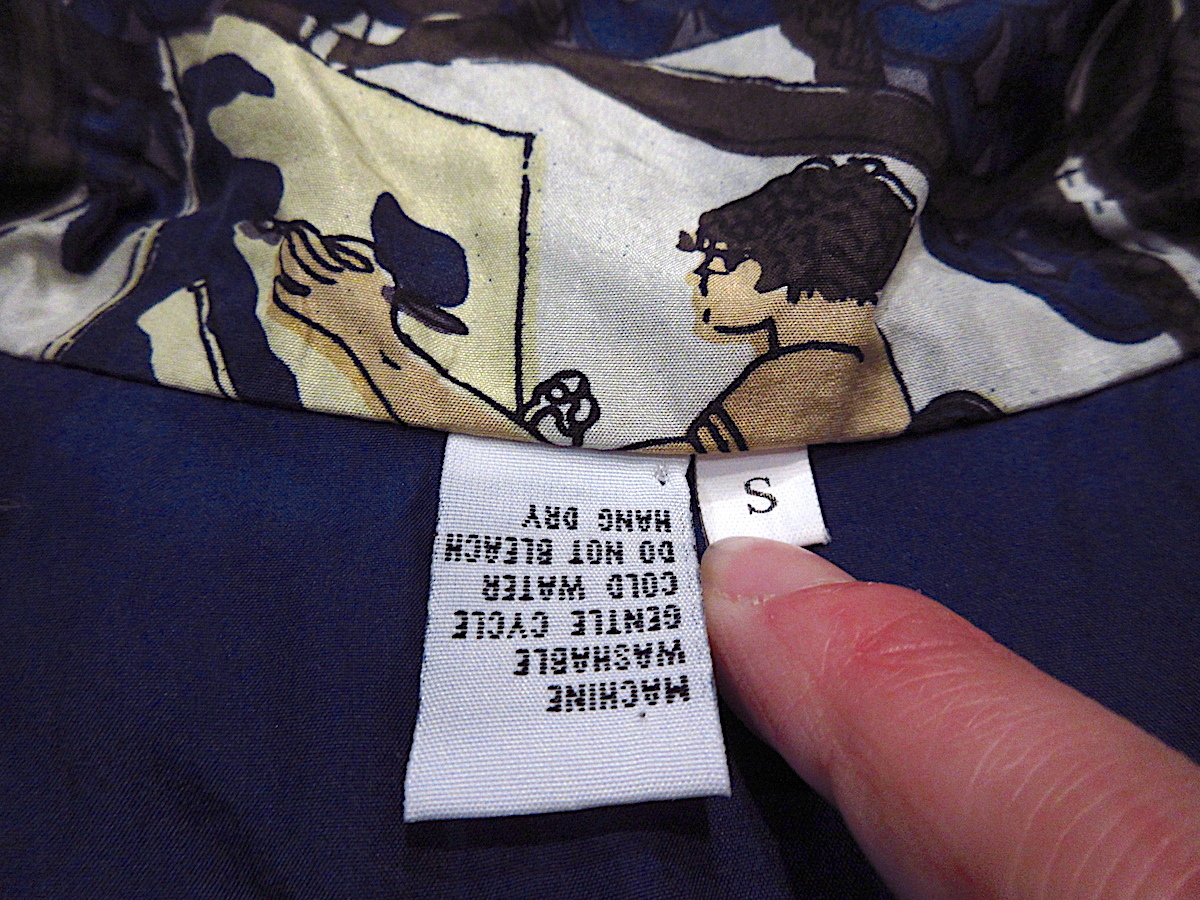 MACHINE
WASHABLE
GENTLE CYCLE
COLD WATER
DO NOT BLEACH
HANG DRY
S